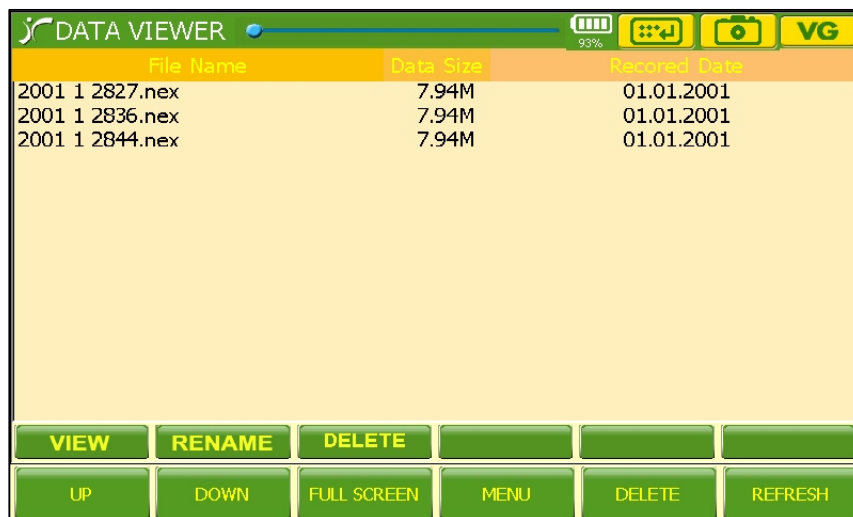 DATA VIEWER 93% VG
File Name Data Size Recored Date
2001 1 2827.nex 7.94M 01.01.2001
2001 1 2836.nex 7.94M 01.01.2001
2001 1 2844.nex 7.94M 01.01.2001
VIEW RENAME DELETE
UP DOWN FULL SCREEN MENU DELETE REFRESH